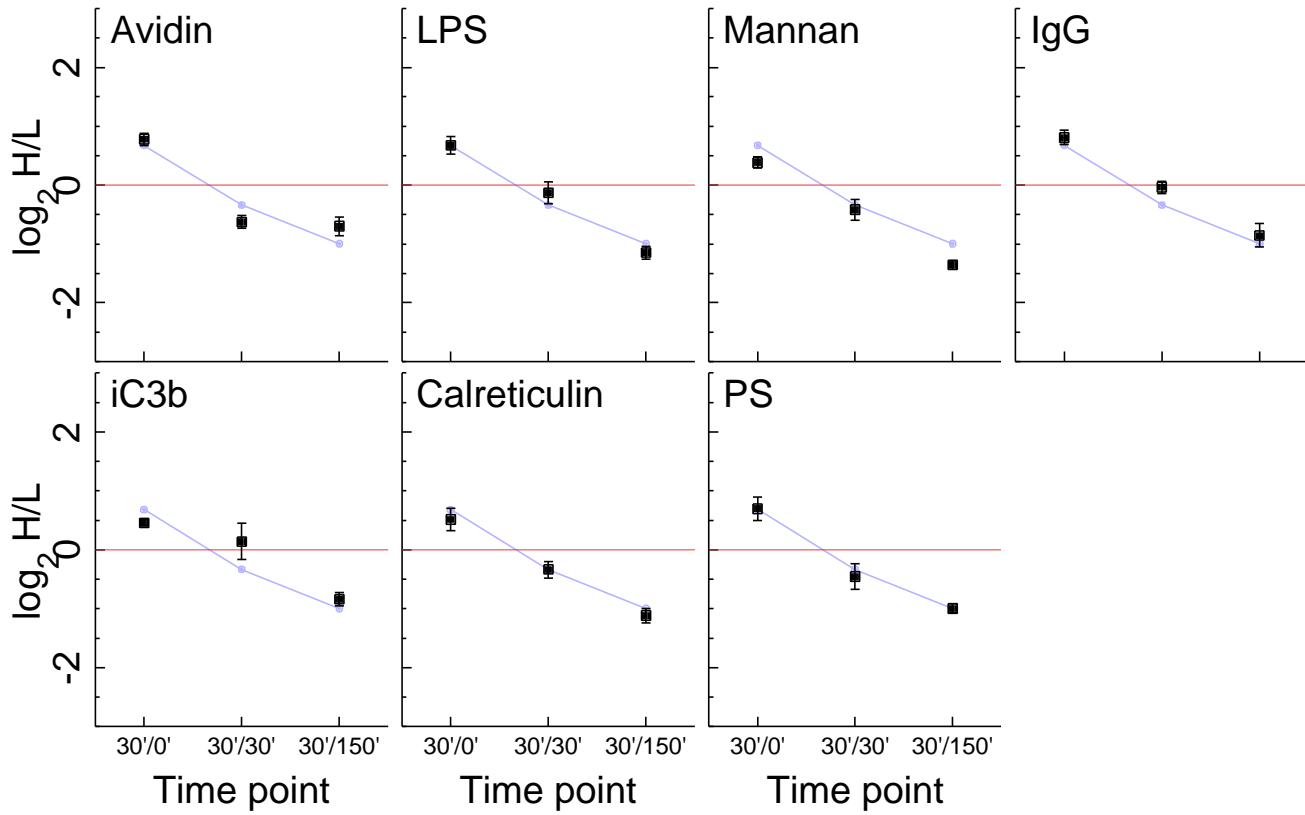 Avidin LPS Mannan IgG
2
0
-2
log2 H/L
iC3b Calreticulin PS
2
0
-2
log2 H/L
30'/0' 30'/30' 30'/150' 30'/0' 30'/30' 30'/150' 30'/0' 30'/30' 30'/150'
Time point Time point Time point